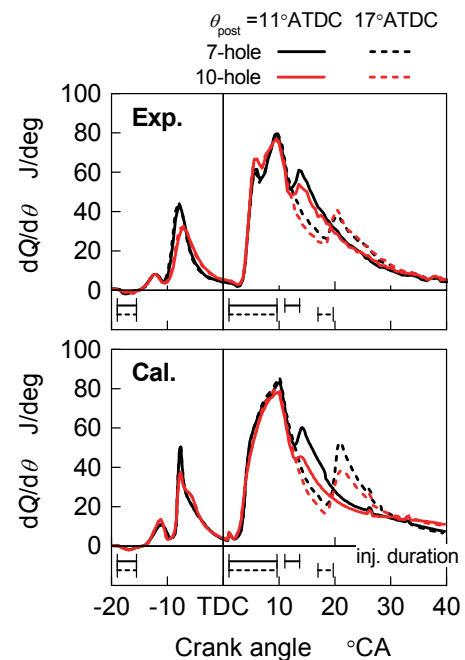 θpost =11°ATDC 17°ATDC
7-hole
10-hole
100
80
60
40
20
0
dQ/dθ J/deg
Exp.
100
80
60
40
20
0
dQ/dθ J/deg
Cal.
inj. duration
-20 -10 TDC 10 20 30 40
Crank angle °CA